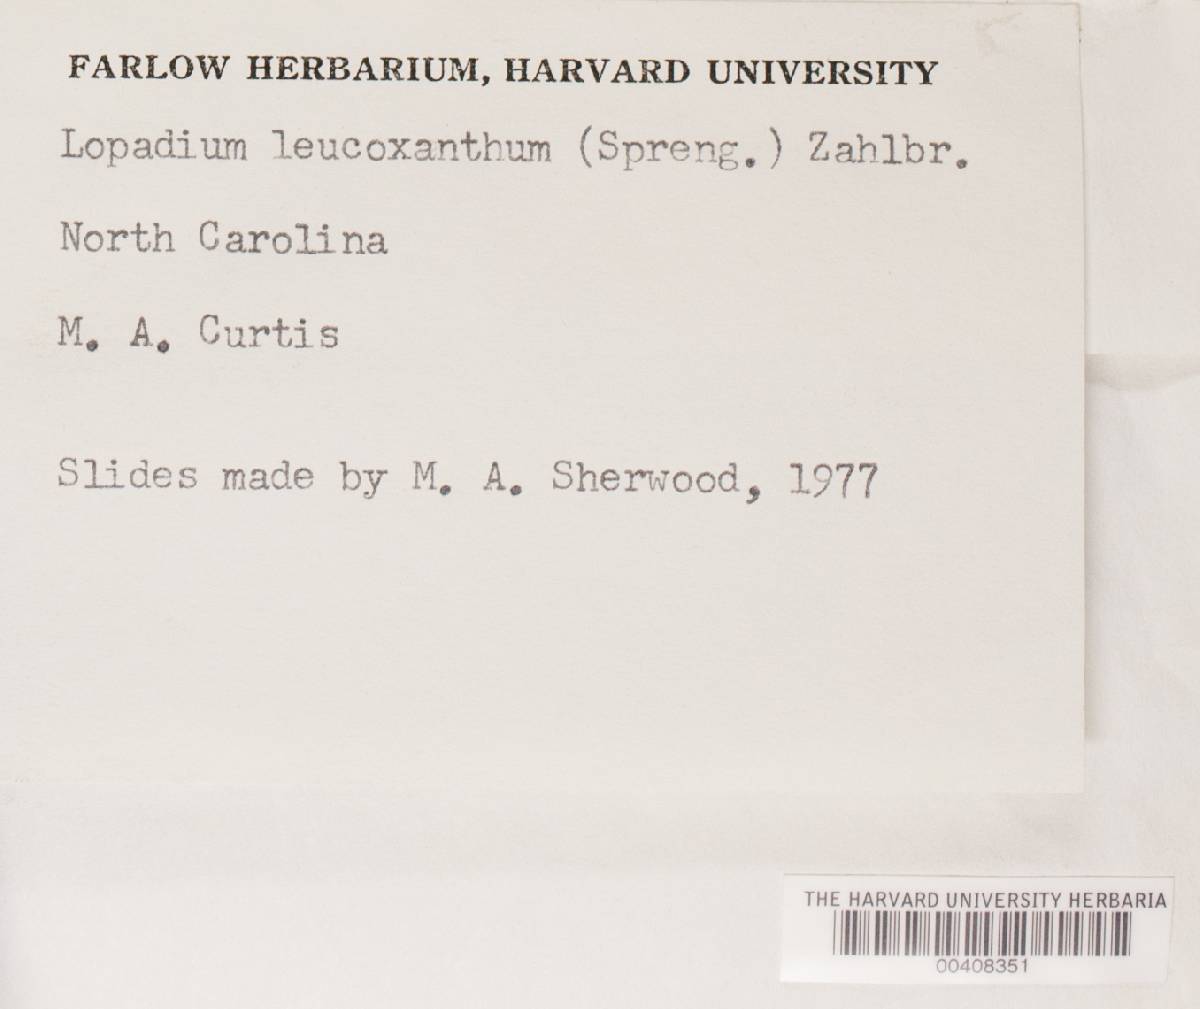 FARLOW HERBARIUM, HARVARD UNIVERSITY
Lopadium leucoxanthum (Spreng.) Zahlbr.
North Carolina
M. A. Curtis
Slides made by M. A. Sherwood, 1977
THE HARVARD UNIVERSITY HERBARIA
00408351